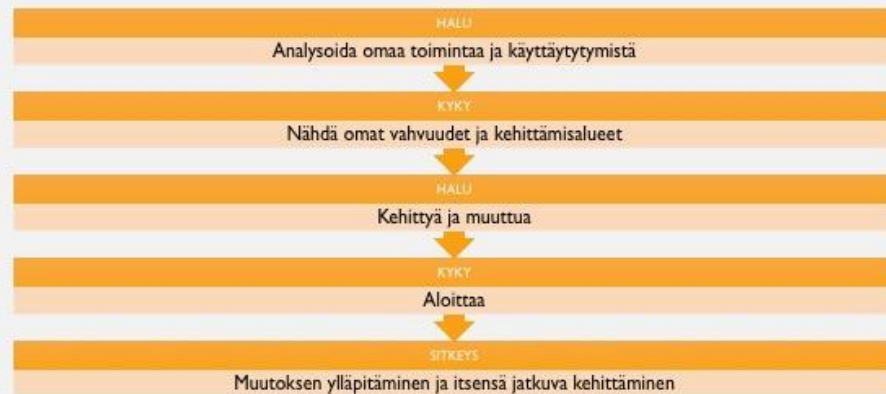 HALU
Analysoida omaa toimintaa ja käyttäytytymistä
KYKY
Nähdä omat vahvuudet ja kehittämisalueet
HALU
Kehittyä ja muuttua
KYKY
Aloittaa
SITKEYS
Muutoksen ylläpitäminen ja itsensä jatkuva kehittäminen